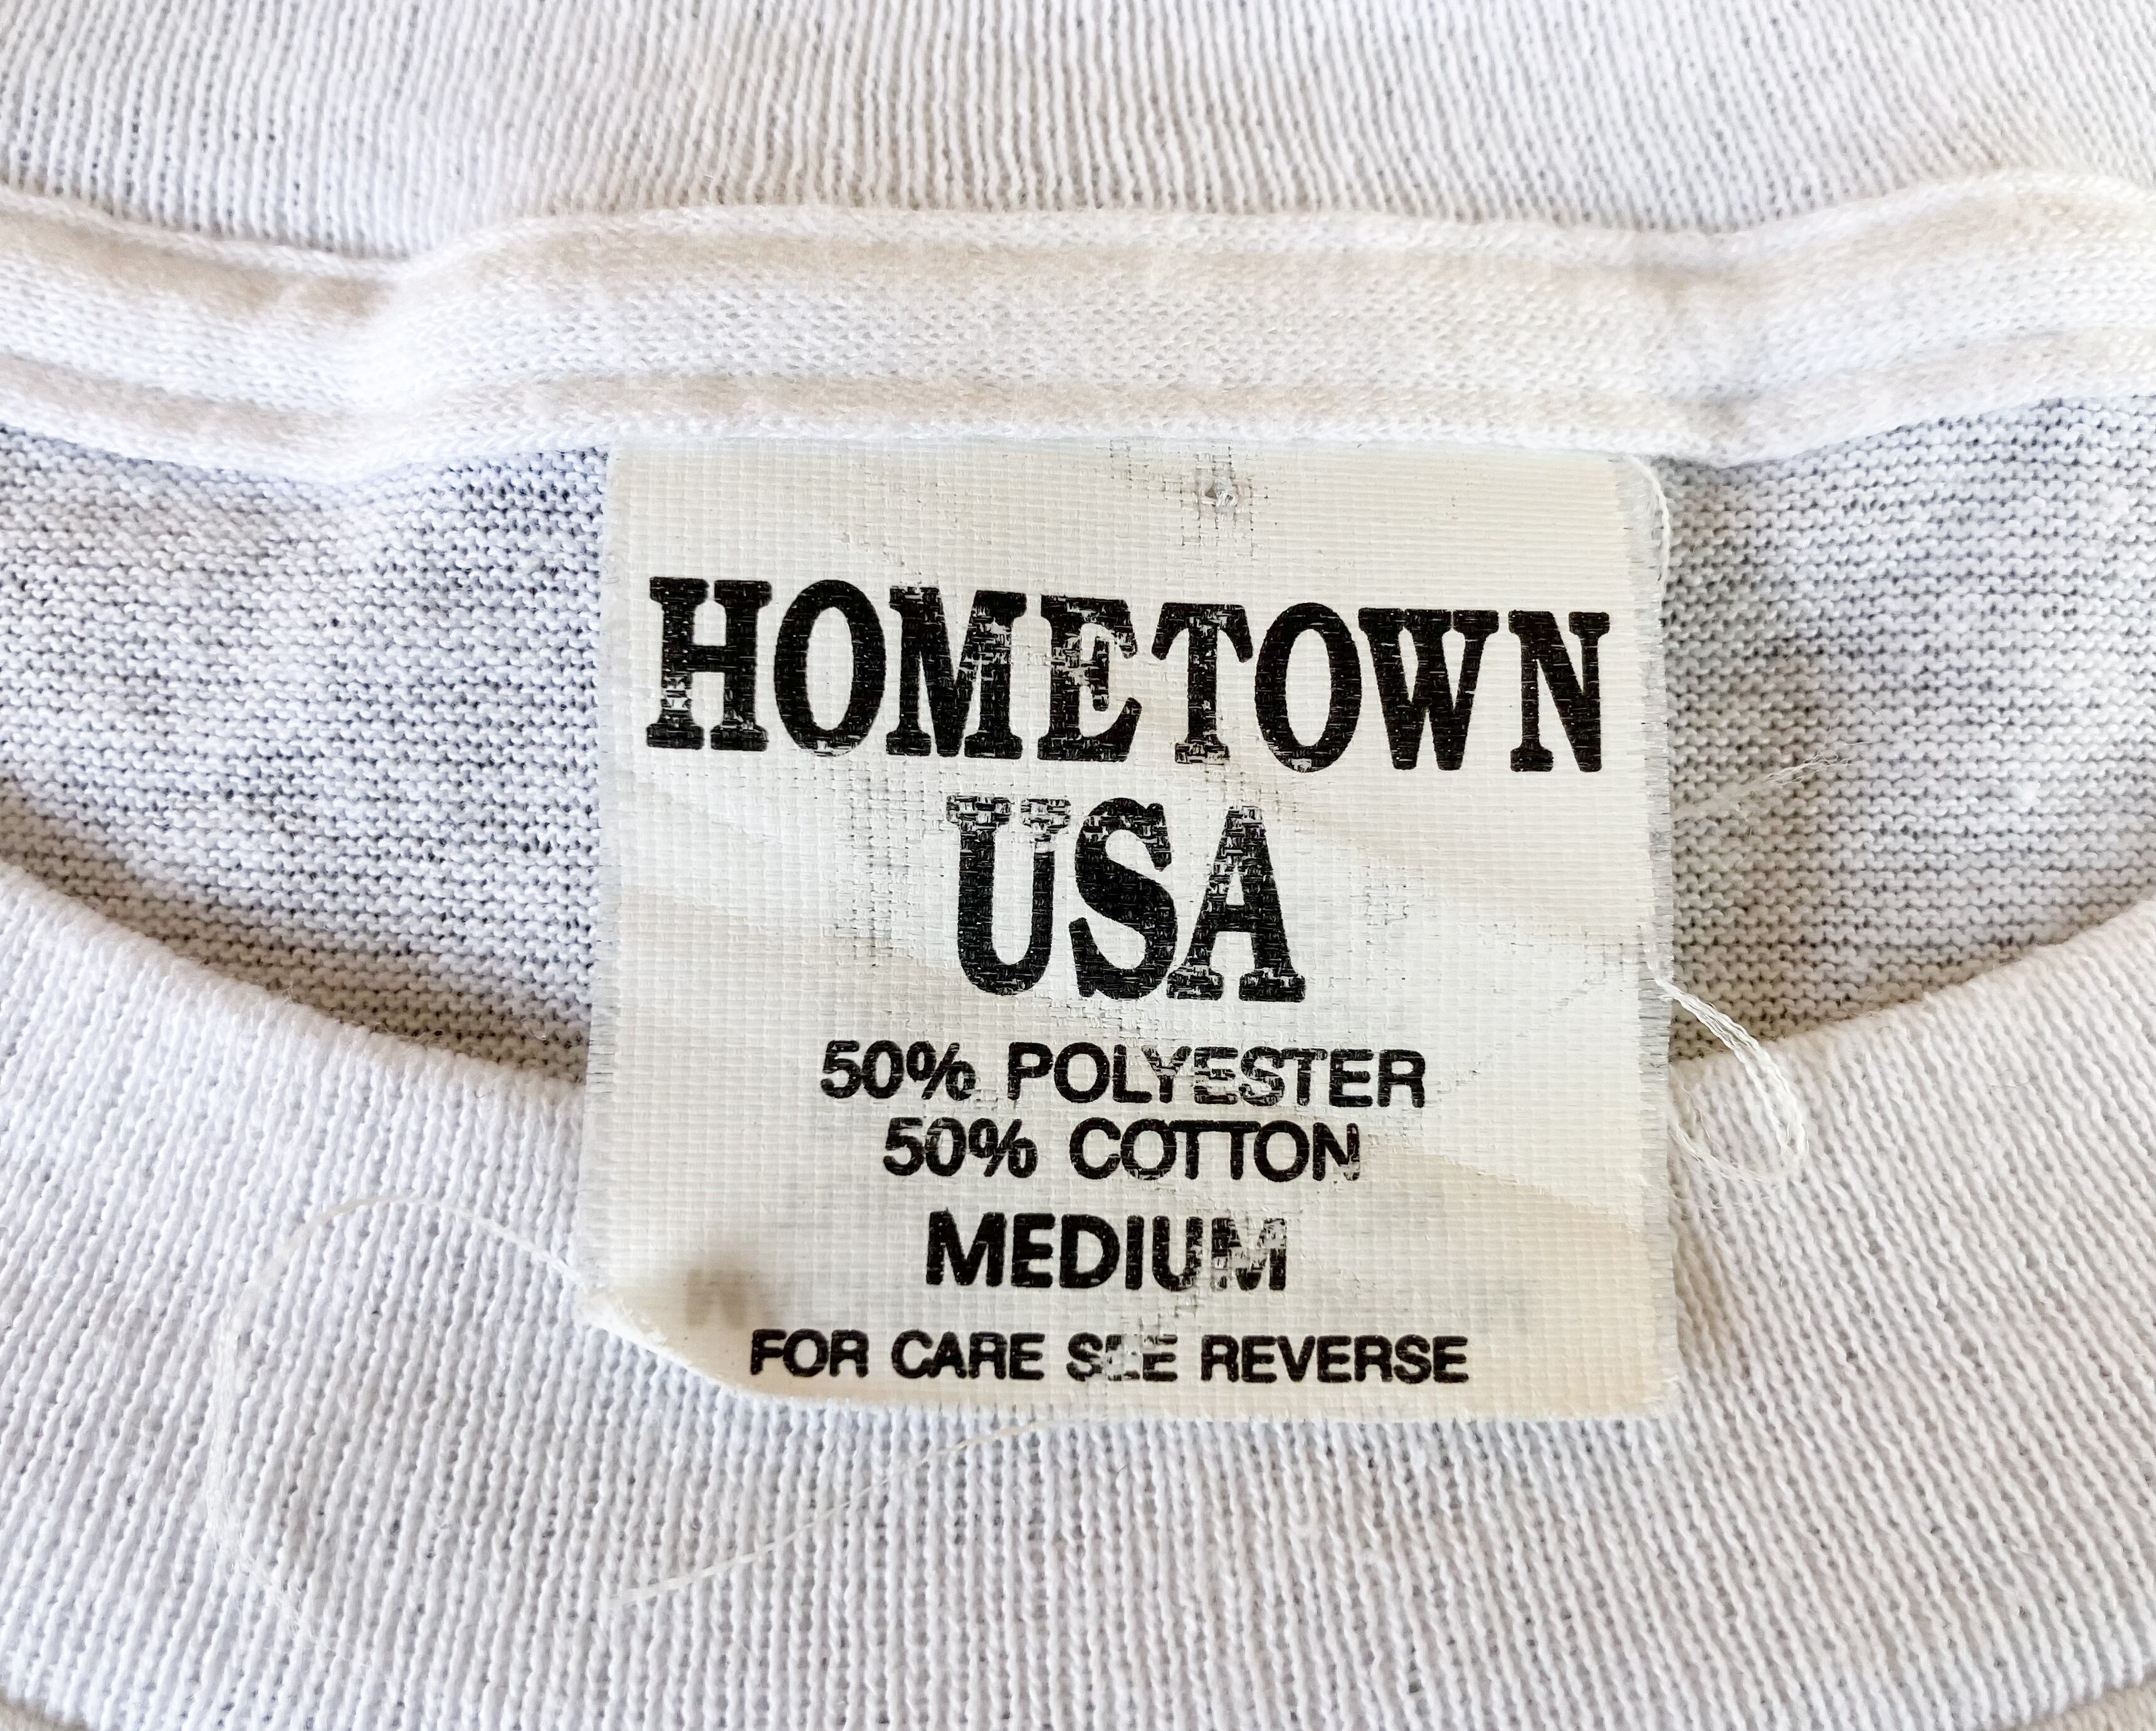 HOMETOWN
USA
50% POLYESTER
50% COTTON
MEDIUM
FOR CARE SEE REVERSE